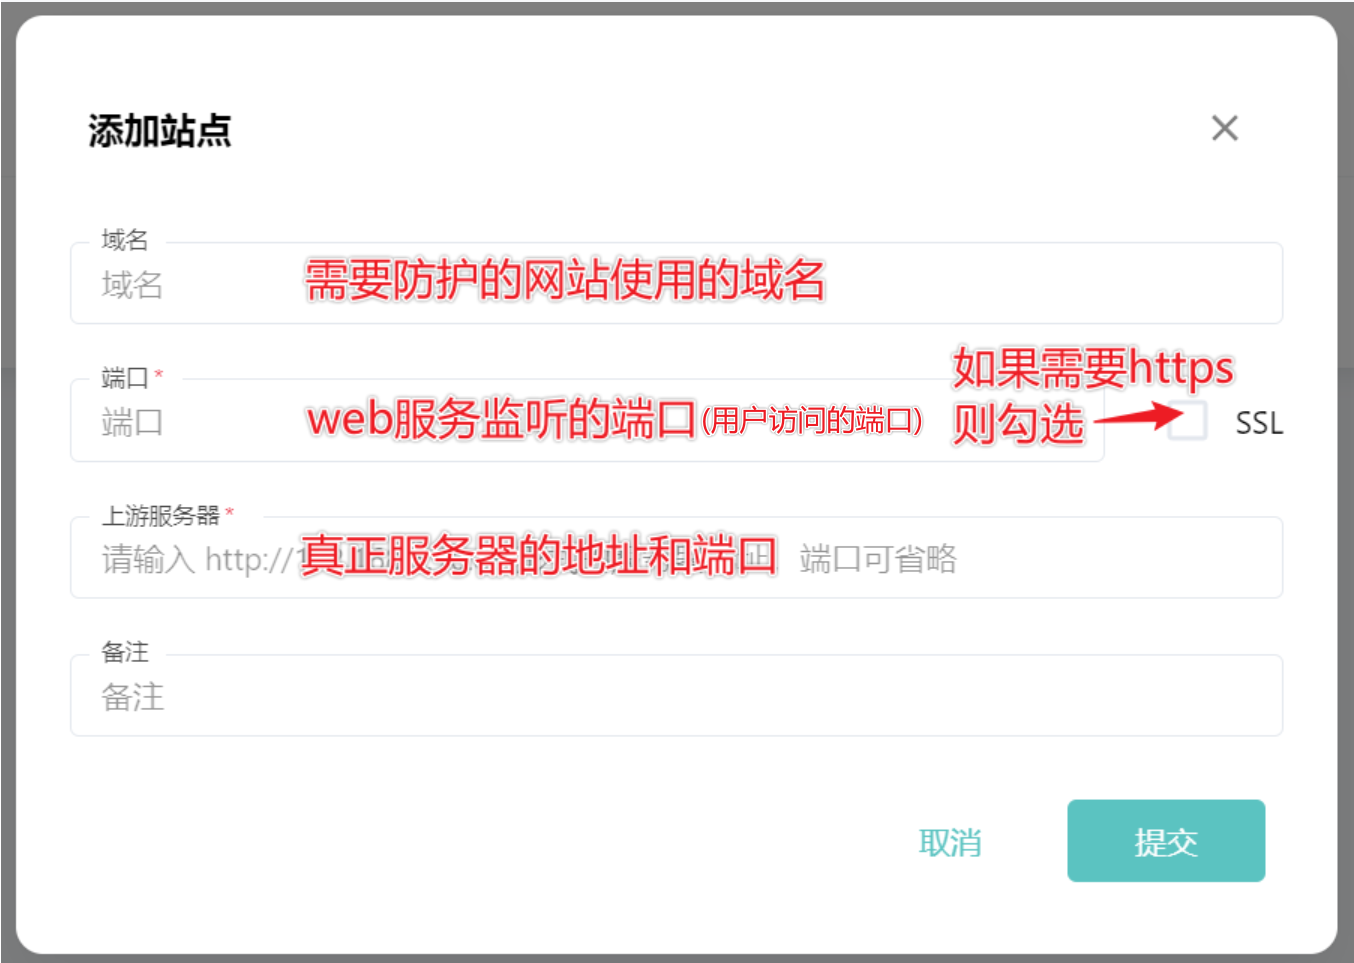 添加站点
域名
域名 需要防护的网站使用的域名
端口 *
端口 web服务监听的端口(用户访问的端口)
如果需要https
则勾选
SSL
上游服务器 *
请输入 http:// 真正服务器的地址和端口 端口可省略
备注
备注
取消 提交